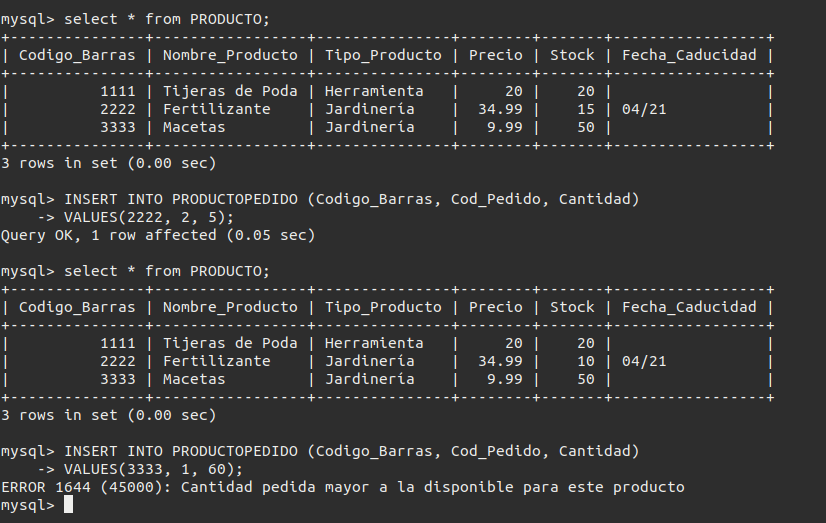 mysql> select * from PRODUCTO;
+---------------+-----------------+---------------+--------+-------+-----------------+
| Codigo_Barras | Nombre_Producto | Tipo_Producto | Precio | Stock | Fecha_Caducidad |
+---------------+-----------------+---------------+--------+-------+-----------------+
|          1111 | Tijeras de Poda | Herramienta   |     20 |    20 |                 |
|          2222 | Fertilizante    | Jardinería    |  34.99 |    15 | 04/21           |
|          3333 | Macetas         | Jardinería    |   9.99 |    50 |                 |
+---------------+-----------------+---------------+--------+-------+-----------------+
3 rows in set (0.00 sec)
mysql> INSERT INTO PRODUCTOPEDIDO (Codigo_Barras, Cod_Pedido, Cantidad)
    -> VALUES(2222, 2, 5);
Query OK, 1 row affected (0.05 sec)
mysql> select * from PRODUCTO;
+---------------+-----------------+---------------+--------+-------+-----------------+
| Codigo_Barras | Nombre_Producto | Tipo_Producto | Precio | Stock | Fecha_Caducidad |
+---------------+-----------------+---------------+--------+-------+-----------------+
|          1111 | Tijeras de Poda | Herramienta   |     20 |    20 |                 |
|          2222 | Fertilizante    | Jardinería    |  34.99 |    10 | 04/21           |
|          3333 | Macetas         | Jardinería    |   9.99 |    50 |                 |
+---------------+-----------------+---------------+--------+-------+-----------------+
3 rows in set (0.00 sec)
mysql> INSERT INTO PRODUCTOPEDIDO (Codigo_Barras, Cod_Pedido, Cantidad)
    -> VALUES(3333, 1, 60);
ERROR 1644 (45000): Cantidad pedida mayor a la disponible para este producto
mysql>